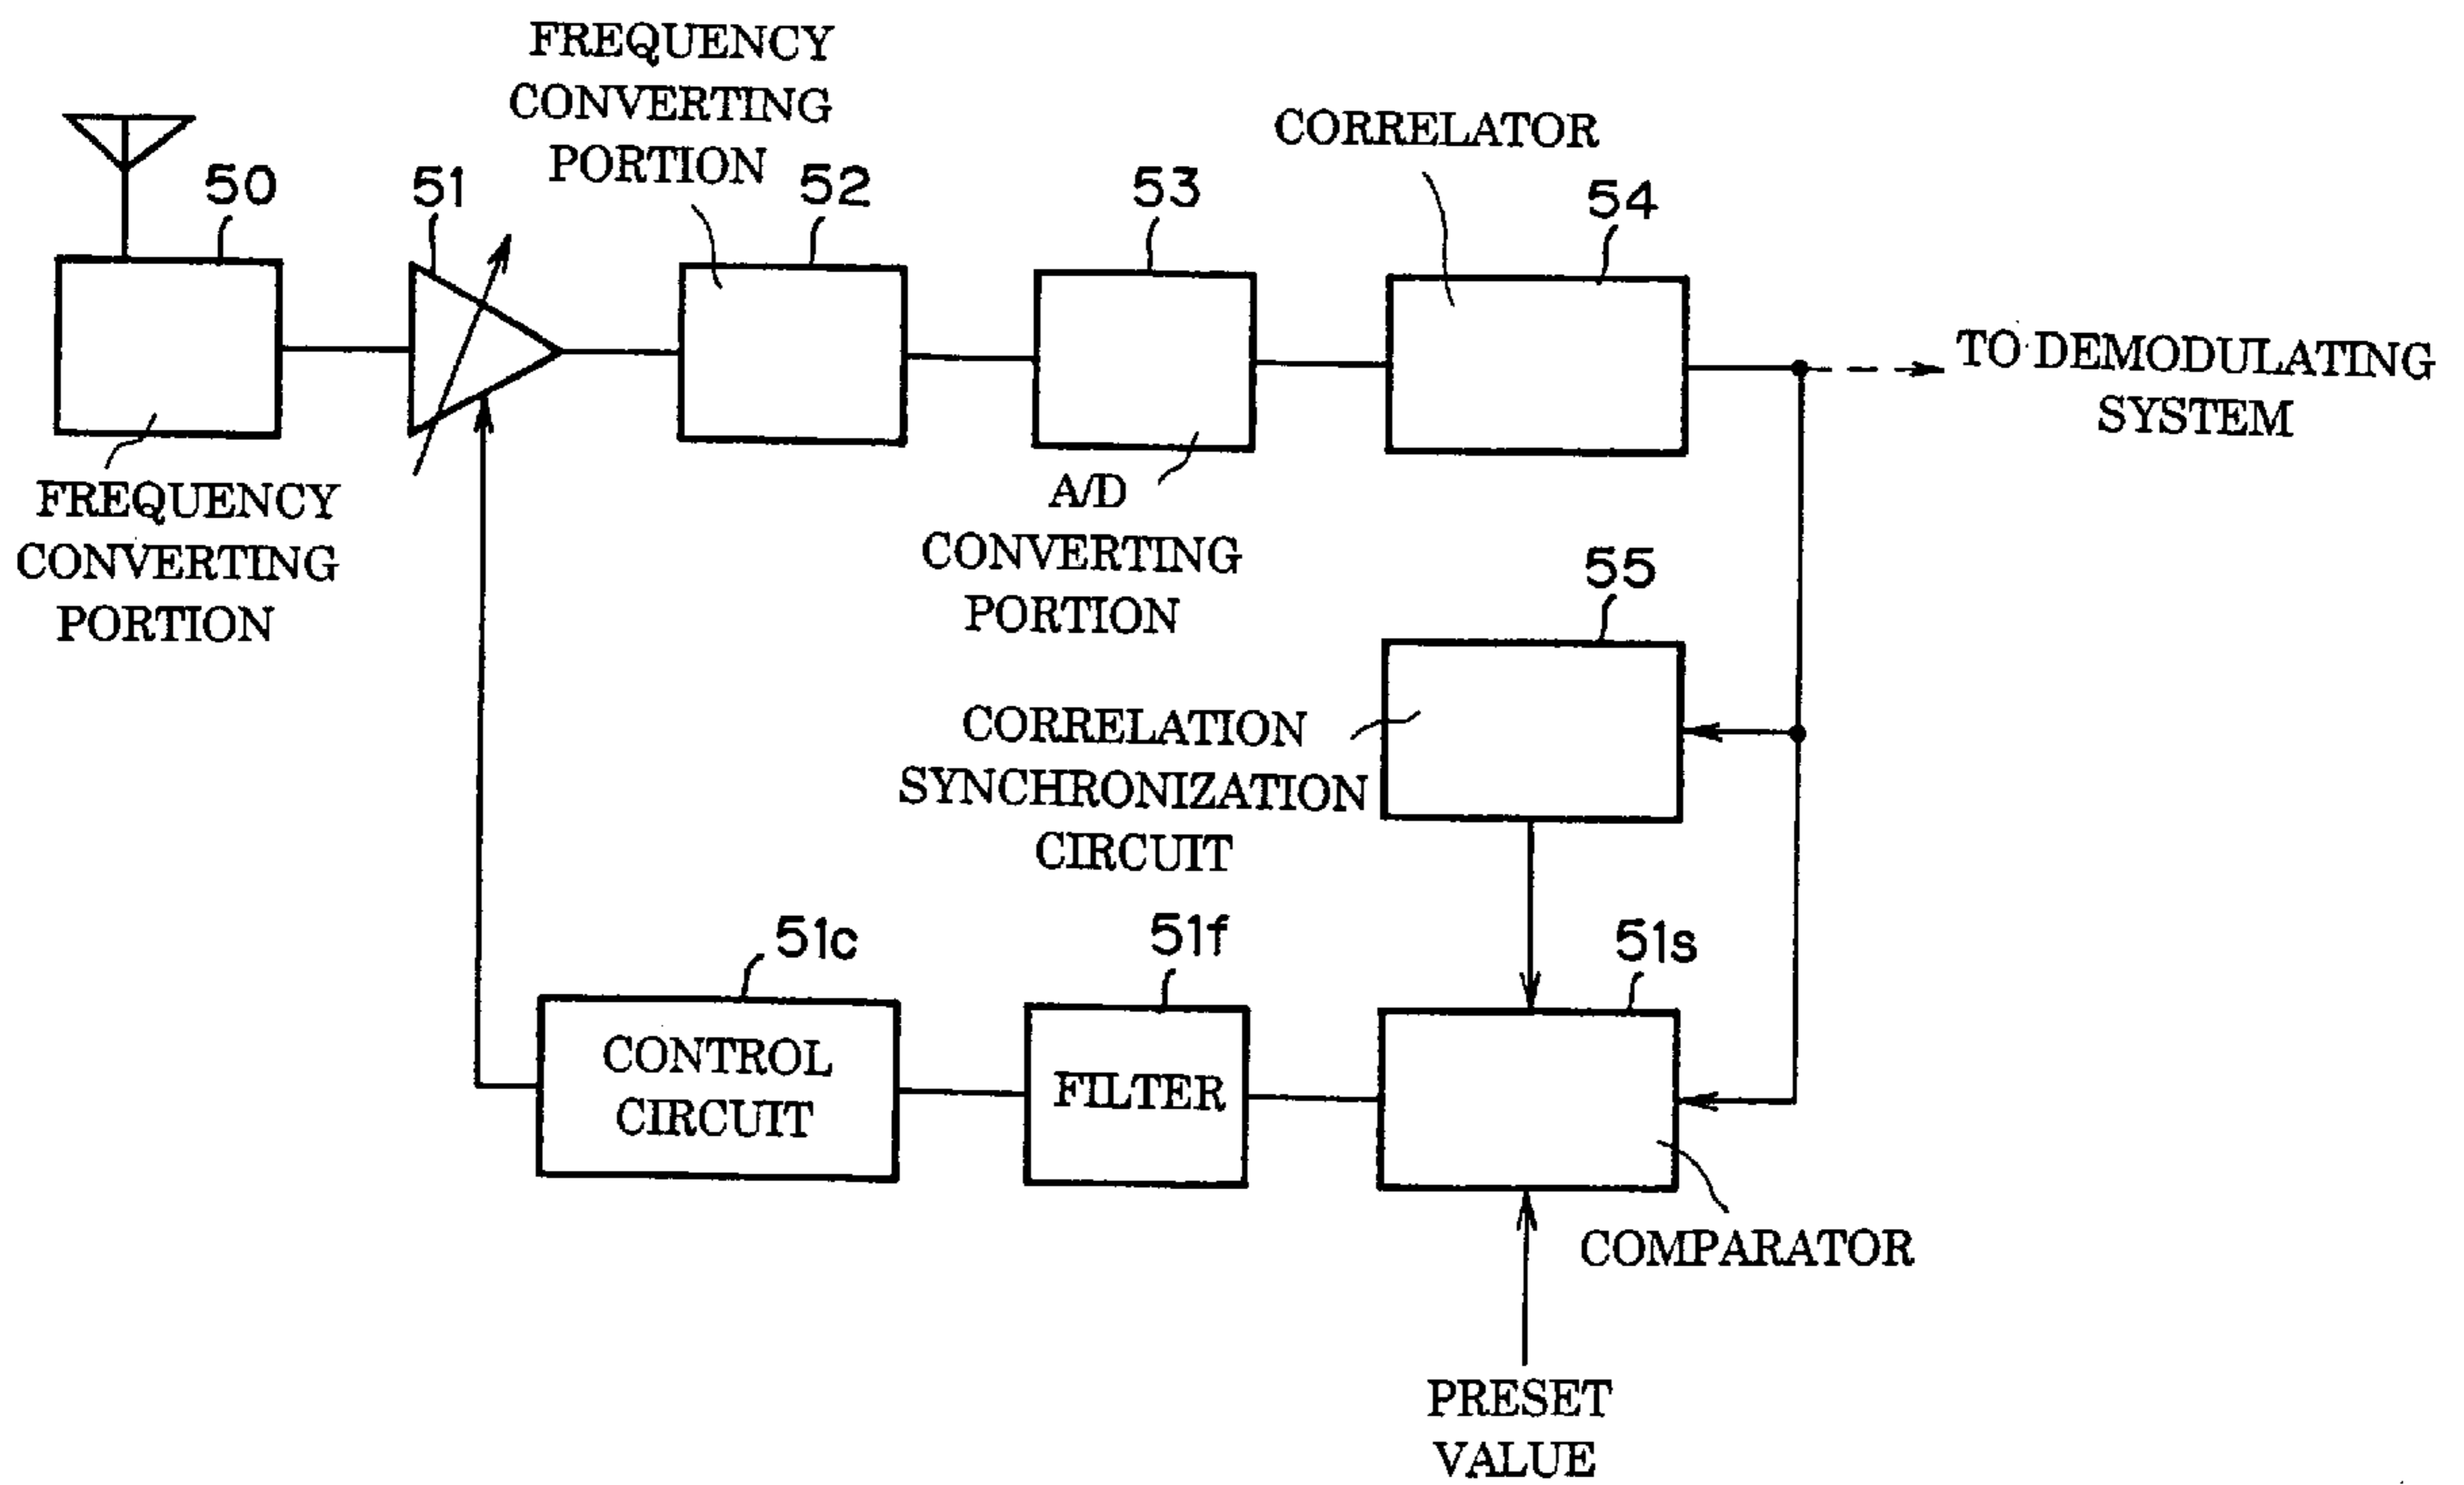 FREQUENCY
CONVERTING
PORTION
CORRELATOR
50
51
52
53
54
TO DEMODULATING
SYSTEM
FREQUENCY
CONVERTING
PORTION
A/D
CONVERTING
PORTION
55
CORRELATION
SYNCHRONIZATION
CIRCUIT
51c
51f
51s
CONTROL
CIRCUIT
FILTER
COMPARATOR
PRESET
VALUE